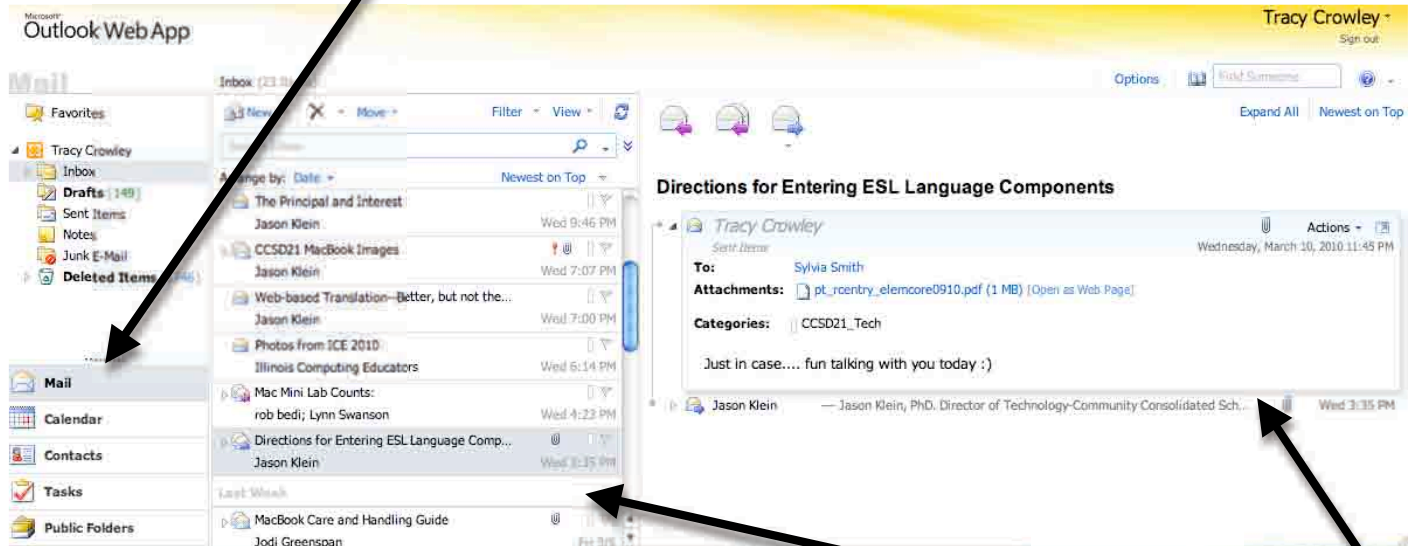 Microsoft
Outlook Web App
Tracy Crowley
Sign out
Mail
Inbox
Options
Find Someone
Favorites
Tracy Crowley
Inbox
Drafts [149]
Sent Items
Notes
Junk E-Mail
Deleted Items
Mail
Calendar
Contacts
Tasks
Public Folders
New
Move
Filter
View
Arrange by: Date
Newest on Top
The Principal and Interest
Jason Klein
Wed 9:46 PM
CCSD21 MacBook Images
Jason Klein
Wed 7:07 PM
Web-based Translation--Better, but not the...
Jason Klein
Wed 7:00 PM
Photos from ICE 2010
Illinois Computing Educators
Wed 6:14 PM
Mac Mini Lab Counts:
rob bedi; Lynn Swanson
Wed 4:23 PM
Directions for Entering ESL Language Comp...
Jason Klein
Wed 3:35 PM
Last Week
MacBook Care and Handling Guide
Jodi Greenspan
Fri 3/5
Expand All
Newest on Top
Directions for Entering ESL Language Components
Tracy Crowley
Actions
Sent Items
Wednesday, March 10, 2010 11:45 PM
To: Sylvia Smith
Attachments: pt_rcentry_elemcore0910.pdf (1 MB) [Open as Web Page]
Categories: CCSD21_Tech
Just in case.... fun talking with you today :)
Jason Klein — Jason Klein, PhD. Director of Technology-Community Consolidated Sch... Wed 3:35 PM